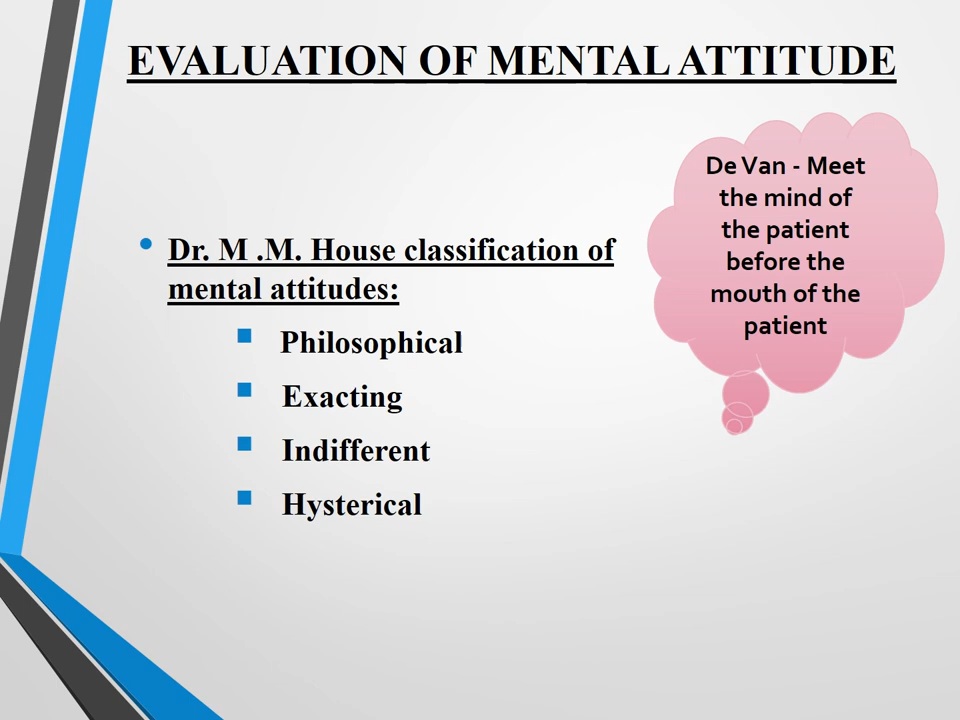 EVALUATION OF MENTAL ATTITUDE
De Van - Meet
the mind of
the patient
before the
mouth of the
patient
• Dr. M .M. House classification of
mental attitudes:
▪ Philosophical
▪ Exacting
▪ Indifferent
▪ Hysterical